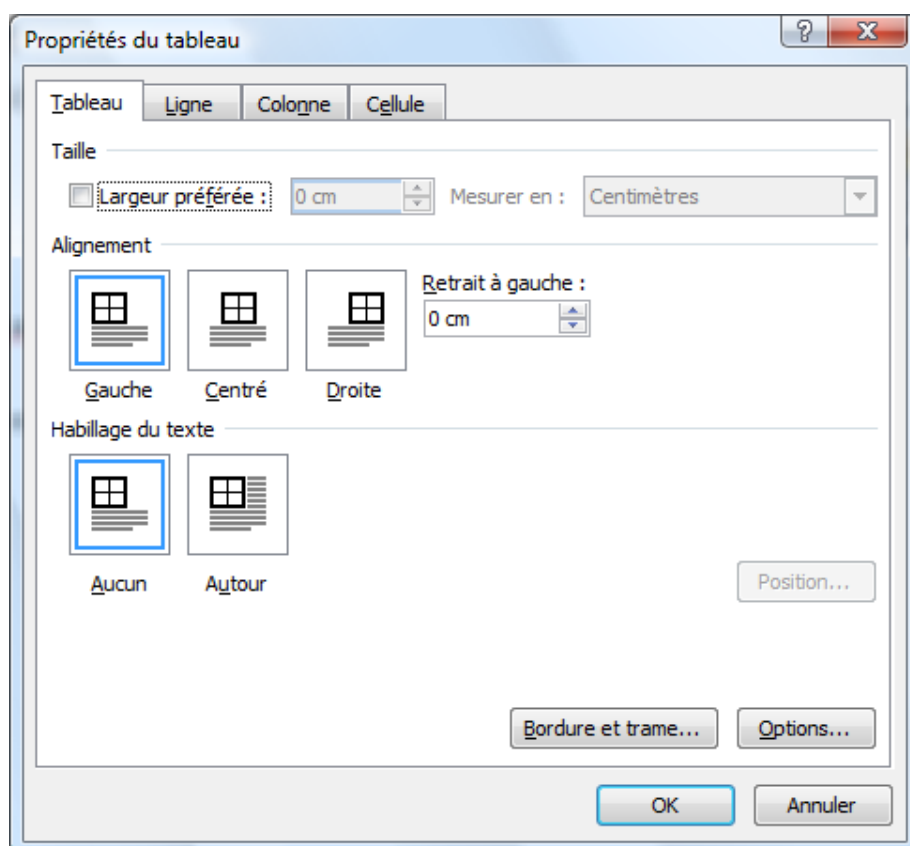 Propriétés du tableau
Tableau Ligne Colonne Cellule
Taille
Largeur préférée : 0 cm Mesurer en : Centimètres
Alignement
Retrait à gauche :
0 cm
Gauche Centré Droite
Habillage du texte
Aucun Autour
Position...
Bordure et trame... Options...
OK Annuler